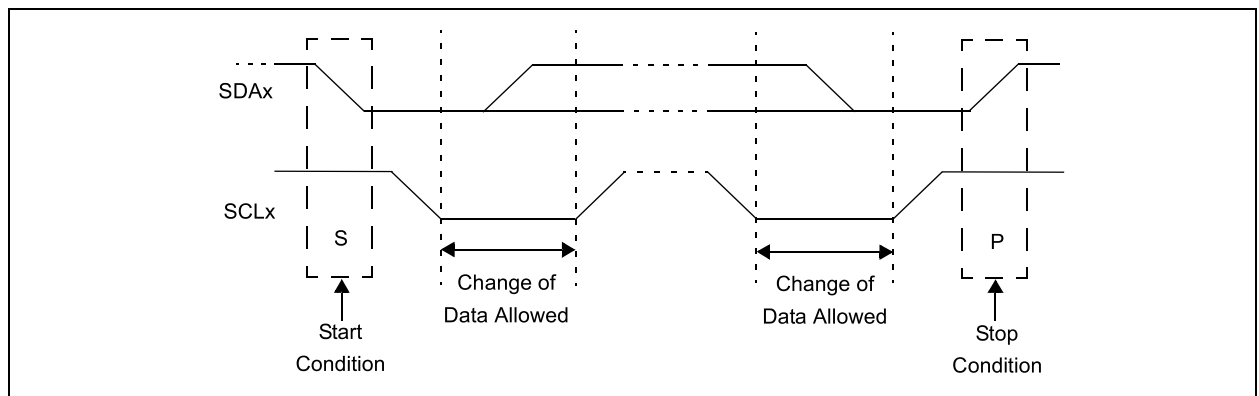 SDAx
SCLx
S
P
Change of
Data Allowed
Change of
Data Allowed
Start
Condition
Stop
Condition